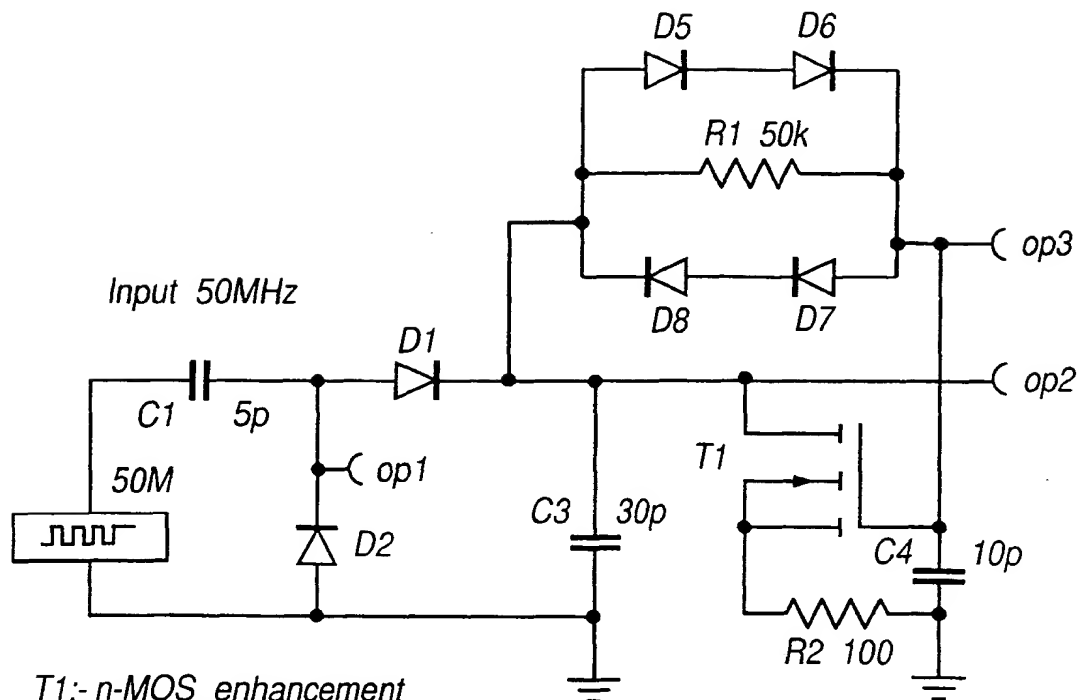 D5
D6
R1 50k
op3
D8
D7
Input 50MHz
D1
op2
C1
5p
T1
50M
op1
C3
30p
D2
C4
10p
R2 100
T1:- n-MOS enhancement